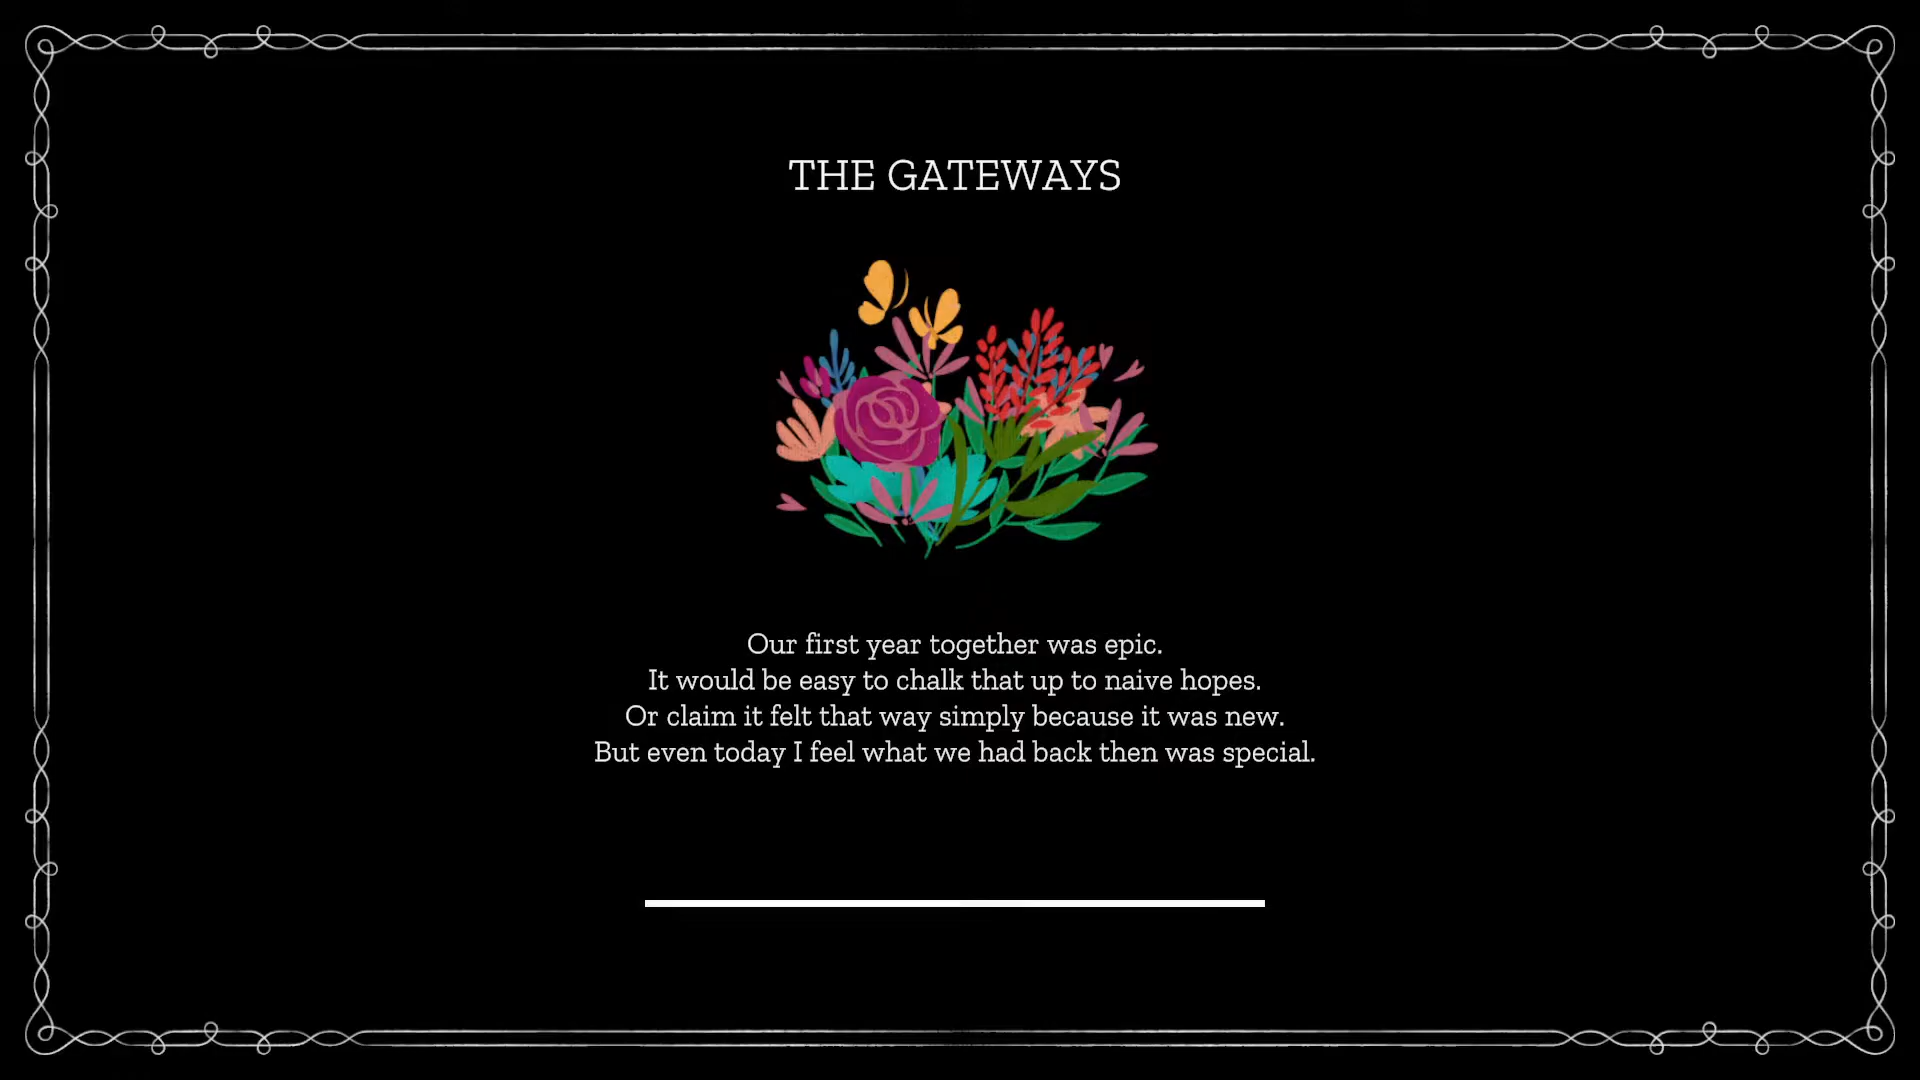 THE GATEWAYS
Our first year together was epic.
It would be easy to chalk that up to naive hopes.
Or claim it felt that way simply because it was new.
But even today I feel what we had back then was special.